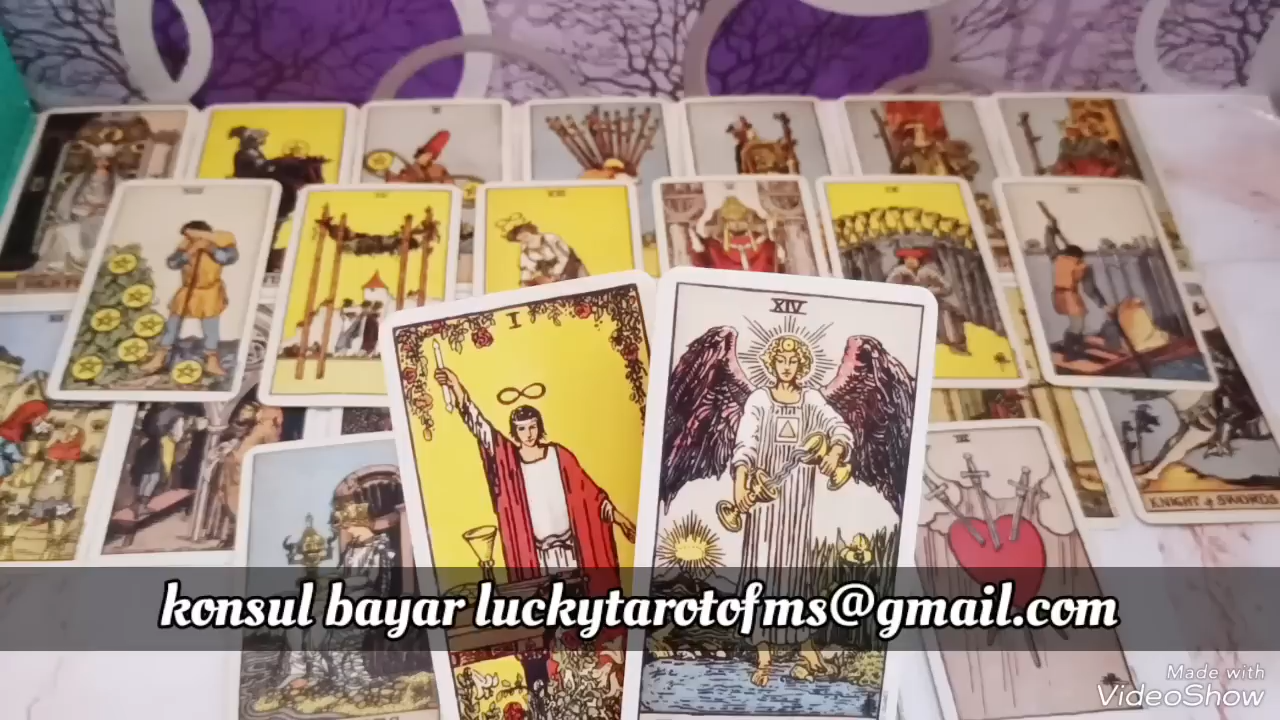 I
XIV
KNIGHT of SWORDS
konsul bayar luckytarotofms@gmail.com
Made with
VideoShow